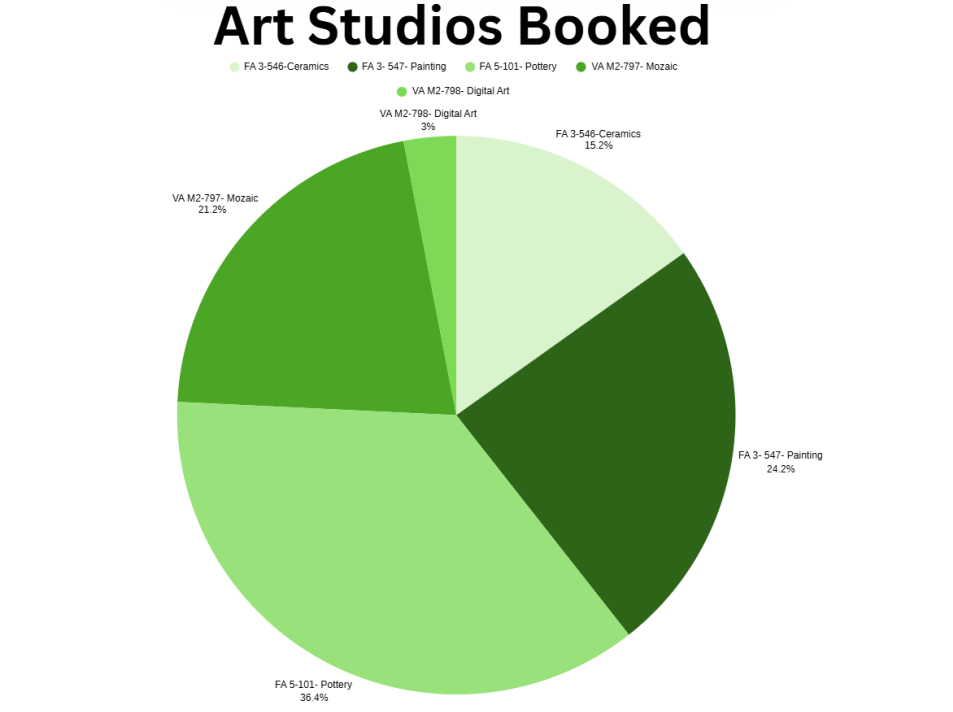 Art Studios Booked
FA 3-546-Ceramics FA 3- 547- Painting FA 5-101- Pottery VA M2-797- Mozaic
VA M2-798- Digital Art
VA M2-798- Digital Art
3%
FA 3-546-Ceramics
15.2%
VA M2-797- Mozaic
21.2%
FA 3- 547- Painting
24.2%
FA 5-101- Pottery
36.4%